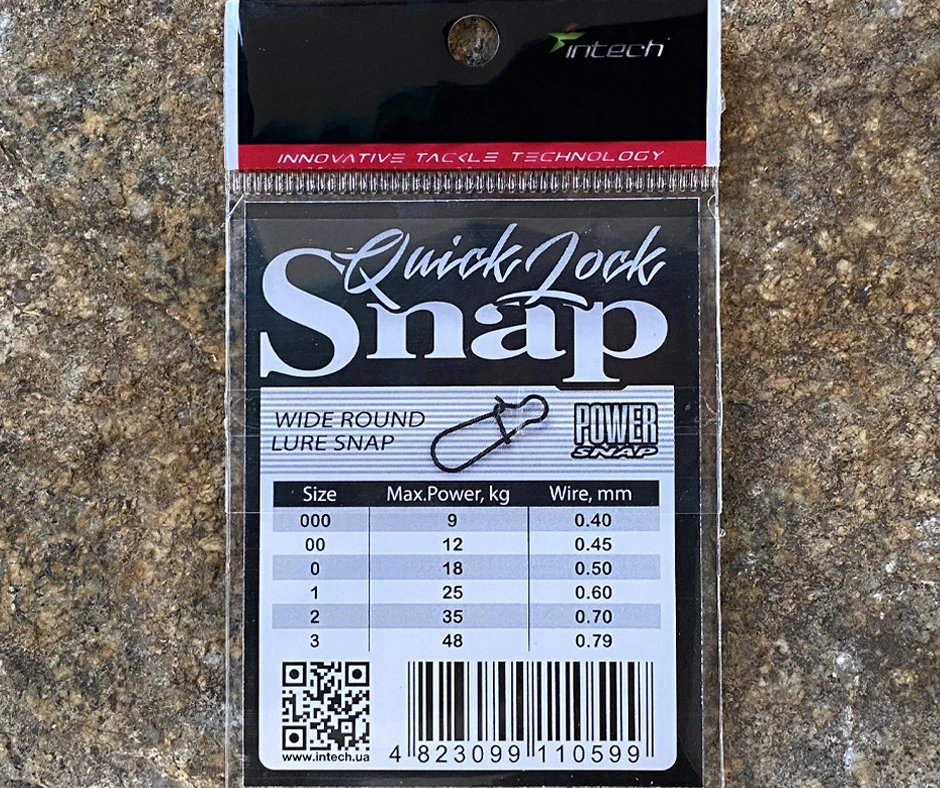 intech
INNOVATIVE TACKLE TECHNOLOGY
Quick Lock
Snap
WIDE ROUND
LURE SNAP
POWER
SNAP
Size Max.Power, kg Wire, mm
000 9 0.40
00 12 0.45
0 18 0.50
1 25 0.60
2 35 0.70
3 48 0.79
www.intech.ua
4 823099 110599